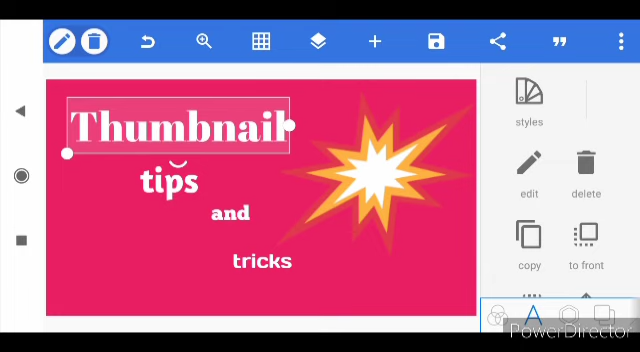 Thumbnail
tips
and
tricks
styles
edit
delete
copy
to front
PowerDirector